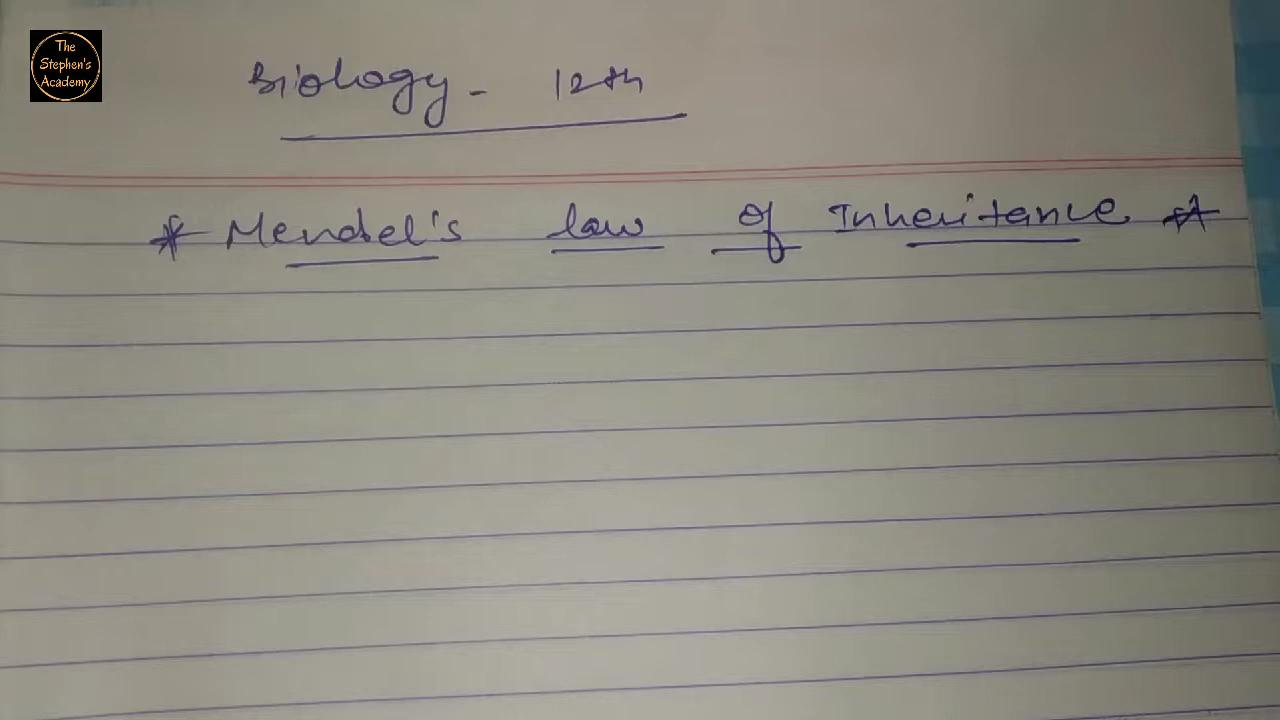 The
Stephen's
Academy
Biology - 12th
* Mendel's law of Inheritance *